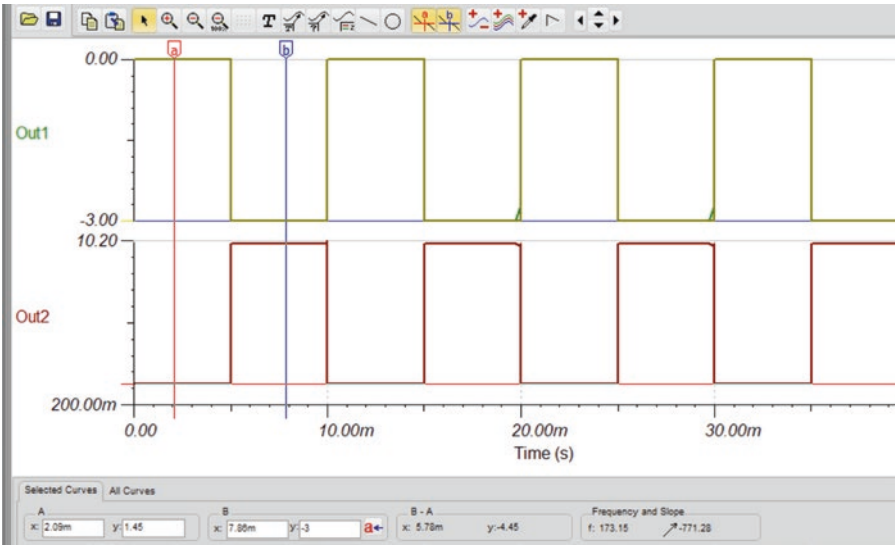 T
100%
a b
a b
0.00
Out1
-3.00
10.20
Out2
200.00m
0.00 10.00m 20.00m 30.00m
Time (s)
Selected Curves All Curves
A B B - A Frequency and Slope
x: 2.09m y: 1.45 x: 7.86m y: -3 a x: 5.78m y:-4.45 f: 173.15 -771.28